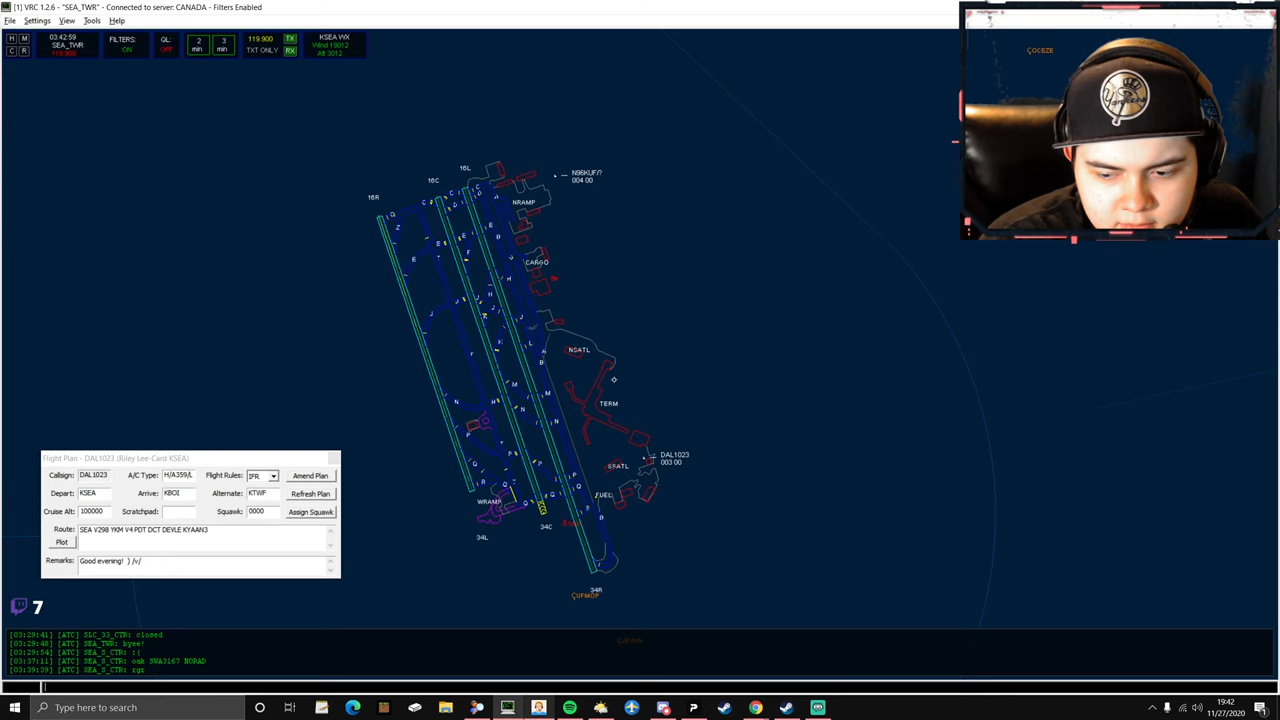 [1] VRC 1.2.6 - "SEA_TWR" - Connected to server: CANADA - Filters Enabled
File Settings View Tools Help
H M
C R
03:42:59
SEA_TWR
119.900
FILTERS:
ON
QL:
OFF
2
min
3
min
119.900 TX
TXT ONLY RX
KSEA WX
Wind 19012
Alt 3012
16L
16C
16R
N96KUF/?
004 00
NRAMP
CARGO
NSATL
TERM
DAL1023
003 00
SSATL
FUEL
WRAMP
34C
34L
34R
Flight Plan - DAL1023 (Riley Lee-Card KSEA)
Callsign: DAL1023 A/C Type: H/A359/L Flight Rules: IFR Amend Plan
Depart: KSEA Arrive: KBOI Alternate: KTWF Refresh Plan
Cruise Alt: 100000 Scratchpad: Squawk: 0000 Assign Squawk
Route: SEA V298 YKM V4 PDT DCT DEVLE KYAAN3
Plot
Remarks: Good evening! } /v/
7
[03:29:41] [ATC] SLC_33_CTR: closed
[03:29:48] [ATC] SEA_TWR: byee!
[03:29:54] [ATC] SEA_S_CTR: :(
[03:37:11] [ATC] SEA_S_CTR: oak SWA3167 NORAD
[03:39:39] [ATC] SEA_S_CTR: rgr
Type here to search
19:42
11/27/2020